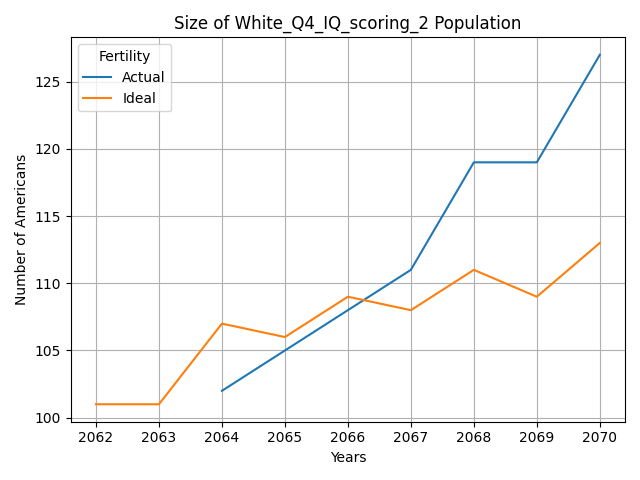 Size of White_Q4_IQ_scoring_2 Population
Fertility
Actual
Ideal
Number of Americans
125
120
115
110
105
100
2062 2063 2064 2065 2066 2067 2068 2069 2070
Years